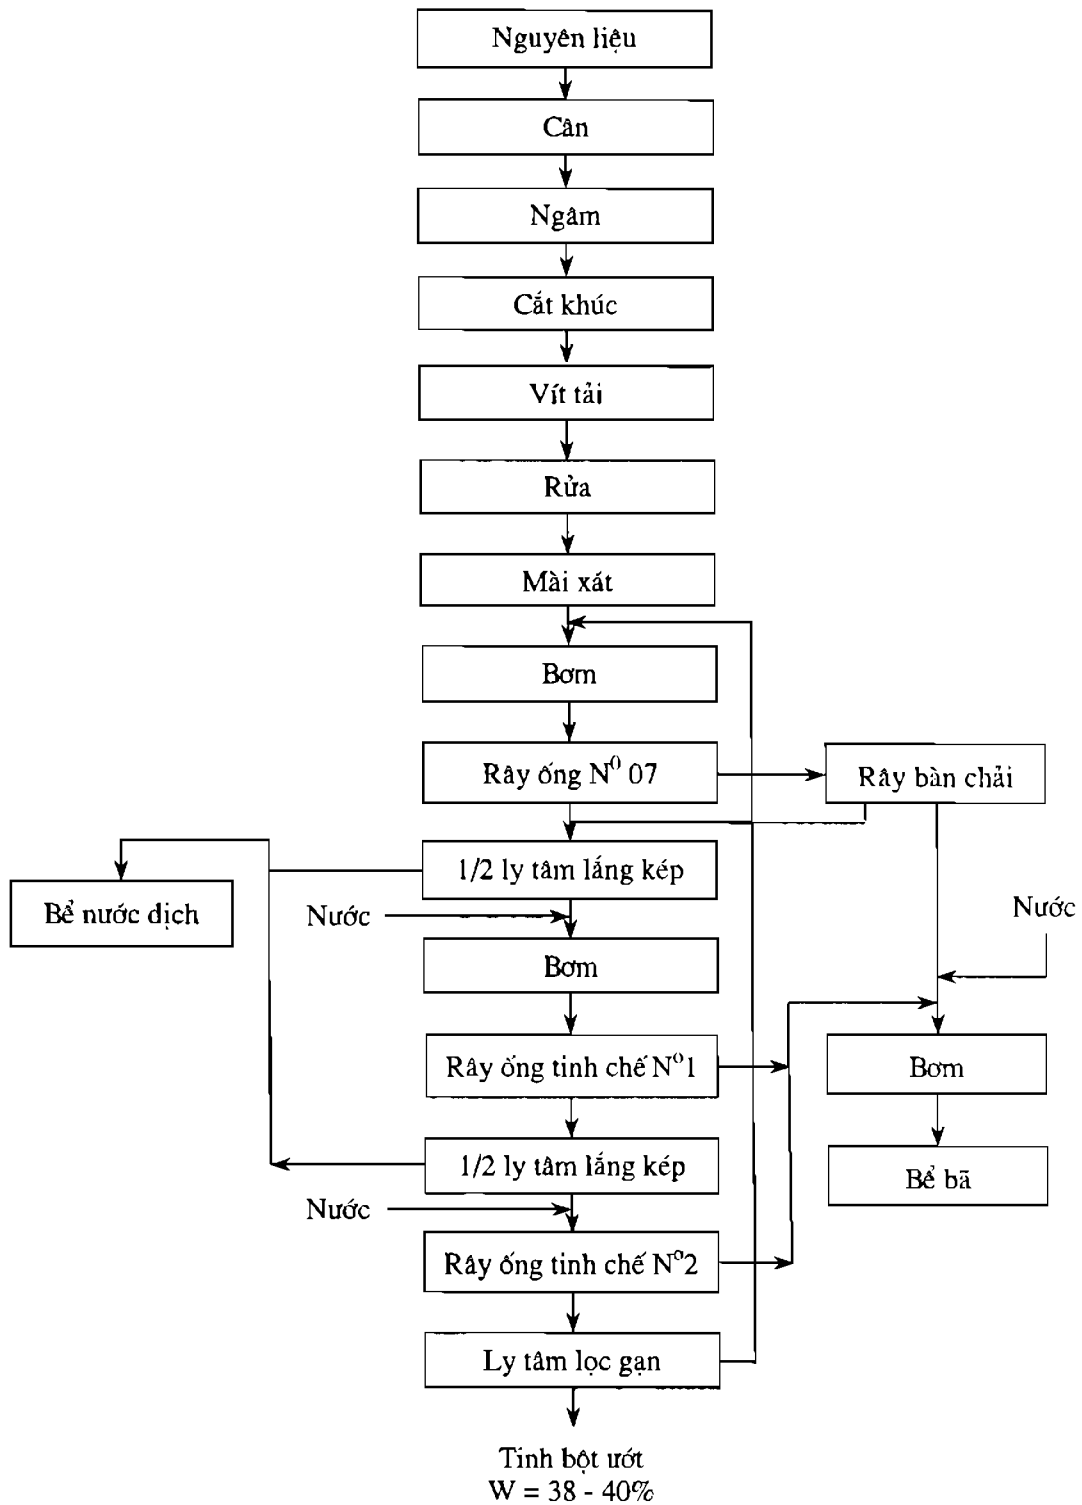 Nguyên liệu
Cân
Ngâm
Cắt khúc
Vít tải
Rửa
Mài xát
Bơm
Rây ống N⁰ 07
Rây bàn chải
1/2 ly tâm lắng kép
Bể nước dịch
Nước
Nước
Bơm
Rây ống tinh chế N⁰1
Bơm
1/2 ly tâm lắng kép
Bể bã
Nước
Rây ống tinh chế N⁰2
Ly tâm lọc gạn
Tinh bột ướt
W = 38 - 40%